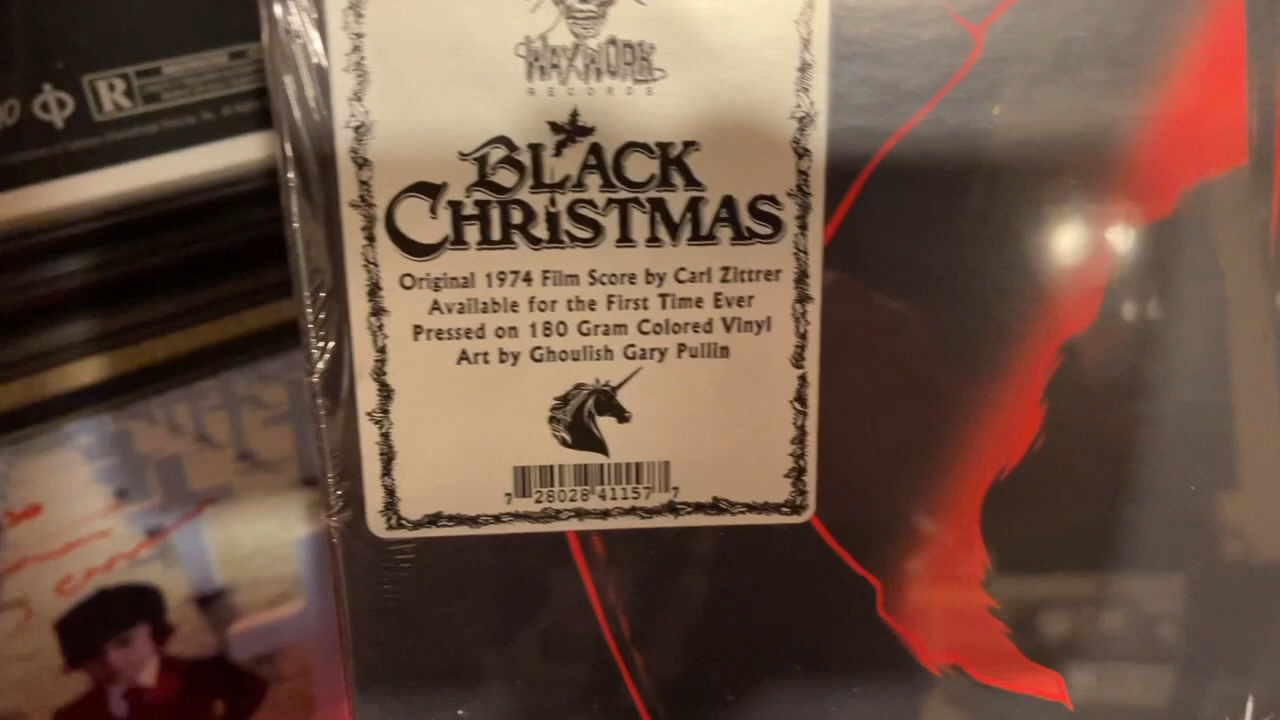 WAXWORK
RECORDS
BLACK
CHRISTMAS
Original 1974 Film Score by Carl Zittrer
Available for the First Time Ever
Pressed on 180 Gram Colored Vinyl
Art by Ghoulish Gary Pullin
7 28028 41157 7
R